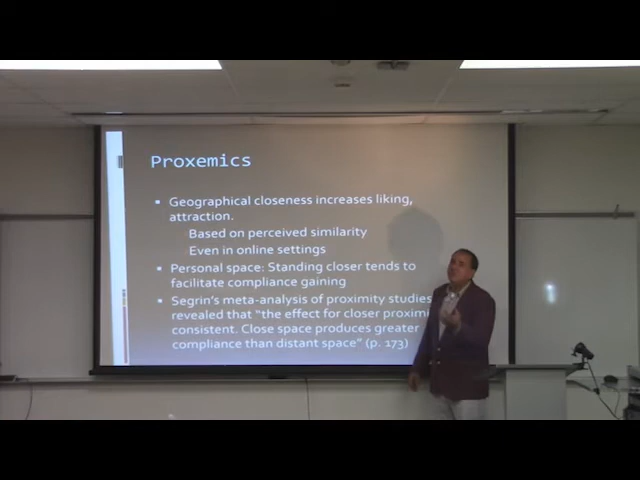 Proxemics
Geographical closeness increases liking,
attraction.
Based on perceived similarity
Even in online settings
Personal space: Standing closer tends to
facilitate compliance gaining
Segrin's meta-analysis of proximity studies
revealed that "the effect for closer
consistent. Close space produces greater
compliance than distant space" (p. 173)